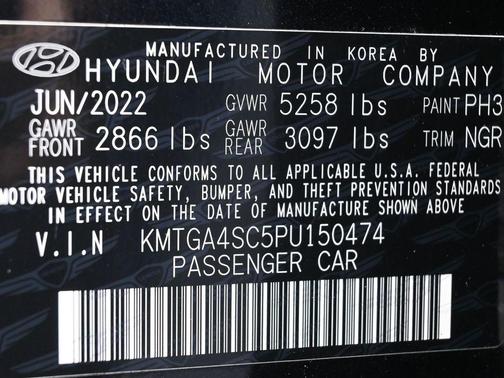 MANUFACTURED IN KOREA BY
HYUNDAI MOTOR COMPANY
JUN/2022 GVWR 5258 lbs PAINT PH3
GAWR FRONT 2866 lbs GAWR REAR 3097 lbs TRIM NGR
THIS VEHICLE CONFORMS TO ALL APPLICABLE U.S.A. FEDERAL
MOTOR VEHICLE SAFETY, BUMPER, AND THEFT PREVENTION STANDARDS
IN EFFECT ON THE DATE OF MANUFACTURE SHOWN ABOVE
V.I.N KMTGA4SC5PU150474
PASSENGER CAR